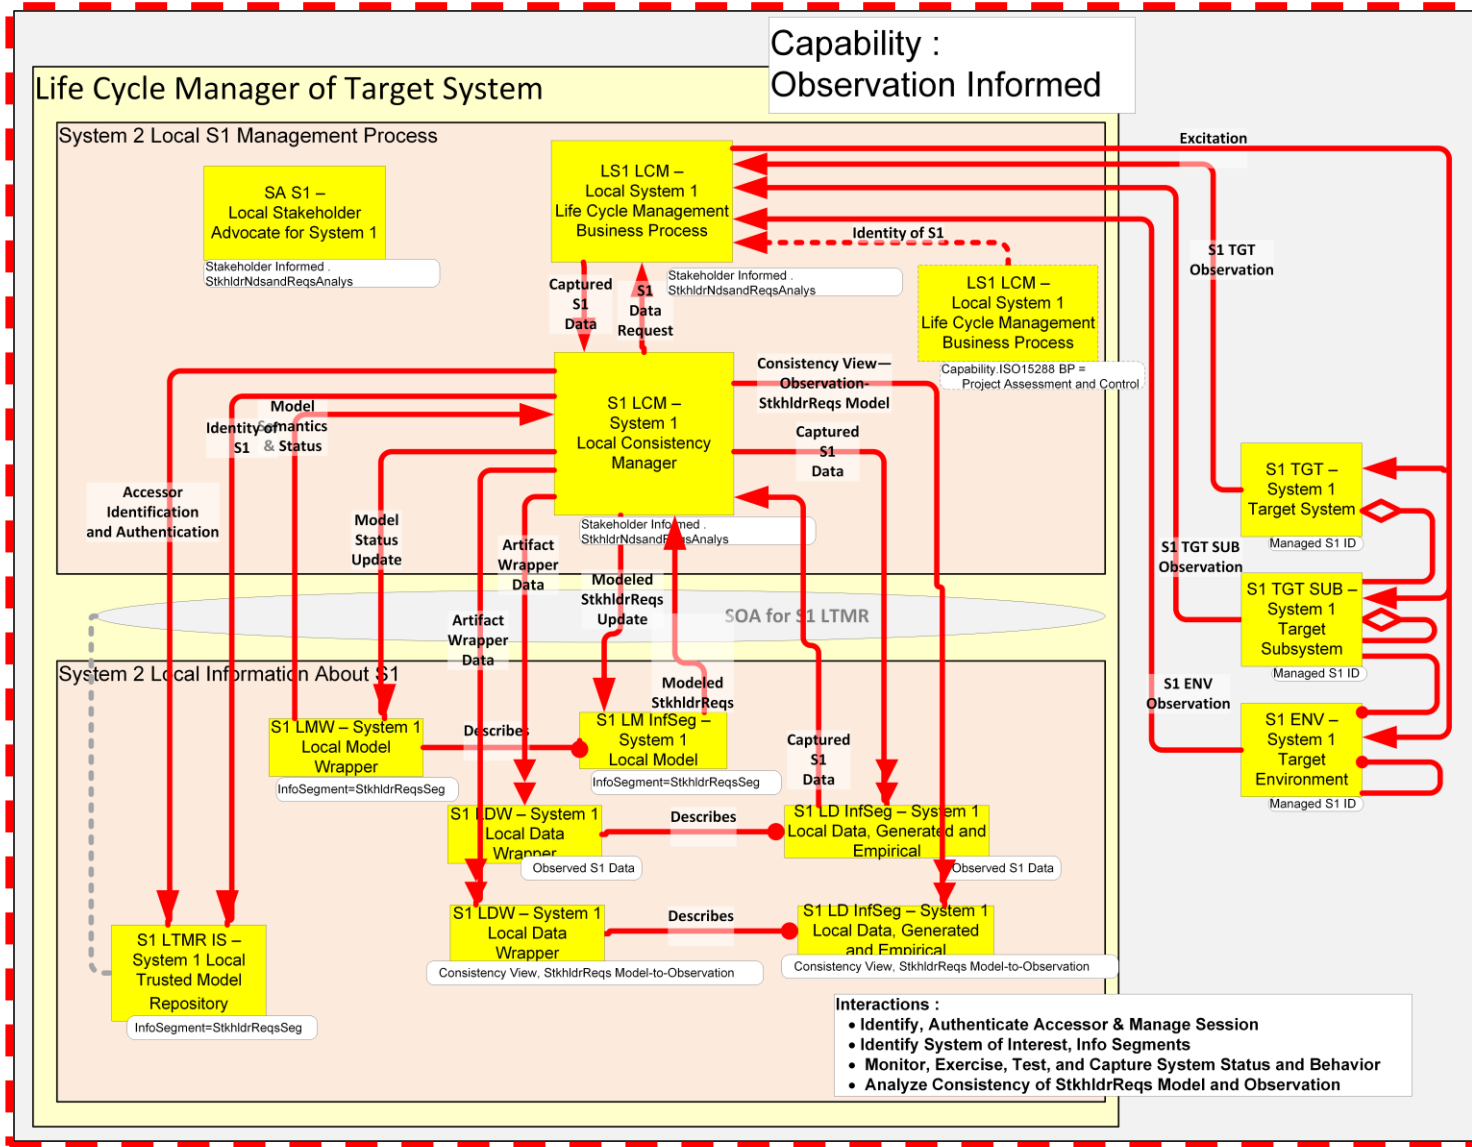 Capability :
Observation Informed
Life Cycle Manager of Target System
System 2 Local S1 Management Process
Excitation
SA S1 –
Local Stakeholder
Advocate for System 1
Stakeholder Informed .
StkhldrNdsandReqsAnalys
LS1 LCM –
Local System 1
Life Cycle Management
Business Process
Stakeholder Informed .
StkhldrNdsandReqsAnalys
Identity of S1
LS1 LCM –
Local System 1
Life Cycle Management
Business Process
Capability.ISO15288 BP =
Project Assessment and Control
S1 TGT
Observation
Captured
S1
Data
S1
Data
Request
S1 LCM –
System 1
Local Consistency
Manager
Stakeholder Informed .
StkhldrNdsandReqsAnalys
Consistency View—
Observation-
StkhldrReqs Model
Captured
S1
Data
Model
Semantics
& Status
Identity of
S1
Accessor
Identification
and Authentication
Model
Status
Update
Artifact
Wrapper
Data
Modeled
StkhldrReqs
Update
Artifact
Wrapper
Data
SOA for S1 LTMR
S1 TGT –
System 1
Target System
Managed S1 ID
S1 TGT SUB
Observation
S1 TGT SUB –
System 1
Target
Subsystem
Managed S1 ID
S1 ENV
Observation
S1 ENV –
System 1
Target
Environment
Managed S1 ID
System 2 Local Information About S1
Modeled
StkhldrReqs
S1 LMW – System 1
Local Model
Wrapper
InfoSegment=StkhldrReqsSeg
Describes
S1 LM InfSeg –
System 1
Local Model
InfoSegment=StkhldrReqsSeg
Captured
S1
Data
S1 LDW – System 1
Local Data
Wrapper
Observed S1 Data
Describes
S1 LD InfSeg – System 1
Local Data, Generated and
Empirical
Observed S1 Data
S1 LDW – System 1
Local Data
Wrapper
Consistency View, StkhldrReqs Model-to-Observation
Describes
S1 LD InfSeg – System 1
Local Data, Generated
and Empirical
Consistency View, StkhldrReqs Model-to-Observation
S1 LTMR IS –
System 1 Local
Trusted Model
Repository
InfoSegment=StkhldrReqsSeg
Interactions :
• Identify, Authenticate Accessor & Manage Session
• Identify System of Interest, Info Segments
• Monitor, Exercise, Test, and Capture System Status and Behavior
• Analyze Consistency of StkhldrReqs Model and Observation